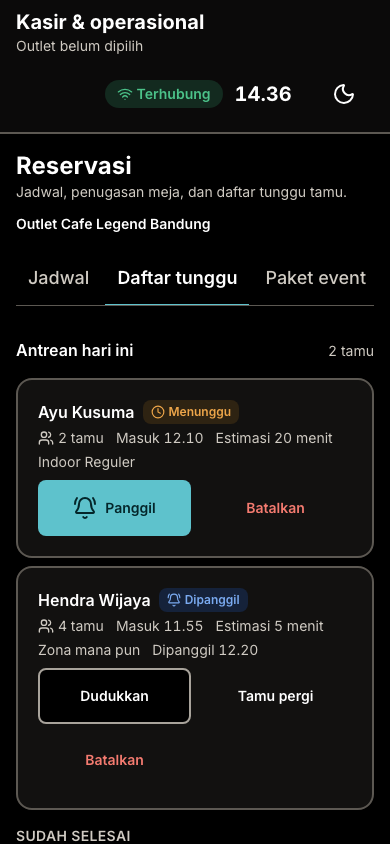 Kasir & operasional
Outlet belum dipilih
Terhubung 14.36
Reservasi
Jadwal, penugasan meja, dan daftar tunggu tamu.
Outlet Cafe Legend Bandung
Jadwal Daftar tunggu Paket event
Antrean hari ini 2 tamu
Ayu Kusuma Menunggu
2 tamu Masuk 12.10 Estimasi 20 menit
Indoor Reguler
Panggil Batalkan
Hendra Wijaya Dipanggil
4 tamu Masuk 11.55 Estimasi 5 menit
Zona mana pun Dipanggil 12.20
Dudukkan Tamu pergi
Batalkan
SUDAH SELESAI